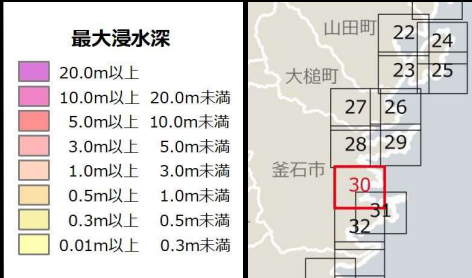 最大浸水深
20.0m以上
10.0m以上 20.0m未満
5.0m以上 10.0m未満
3.0m以上 5.0m未満
1.0m以上 3.0m未満
0.5m以上 1.0m未満
0.3m以上 0.5m未満
0.01m以上 0.3m未満
山田町
22
24
23
25
大槌町
27
26
28
29
釜石市
30
31
32